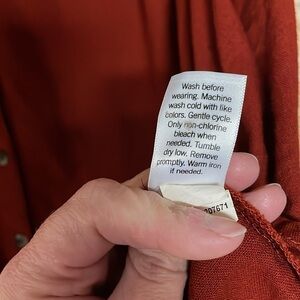 Wash before
wearing. Machine
wash cold with like
colors. Gentle cycle.
Only non-chlorine
bleach when
needed. Tumble
dry low. Remove
promptly. Warm iron
if needed.
207671